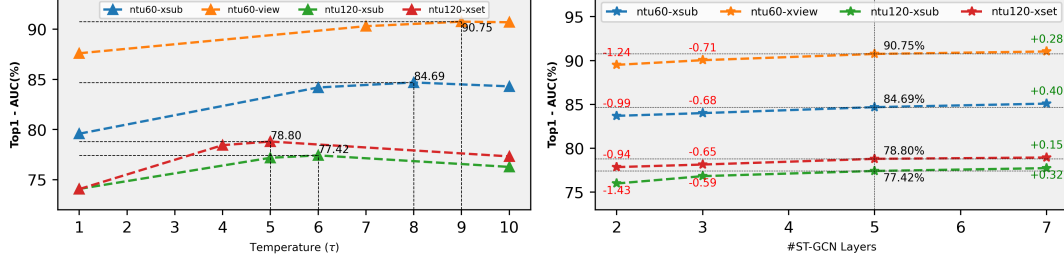 ntu60-xsub ntu60-view ntu120-xsub ntu120-xset
Top1 - AUC(%)
90
85
80
75
90.75
84.69
78.80
77.42
1 2 3 4 5 6 7 8 9 10
Temperature (τ)
ntu60-xsub ntu60-xview ntu120-xsub ntu120-xset
Top1 - AUC(%)
95
90
85
80
75
-1.24 -0.71 90.75% +0.28
-0.99 -0.68 84.69% +0.40
-0.94 -0.65 78.80% +0.15
-1.43 -0.59 77.42% +0.32
2 3 4 5 6 7
#ST-GCN Layers